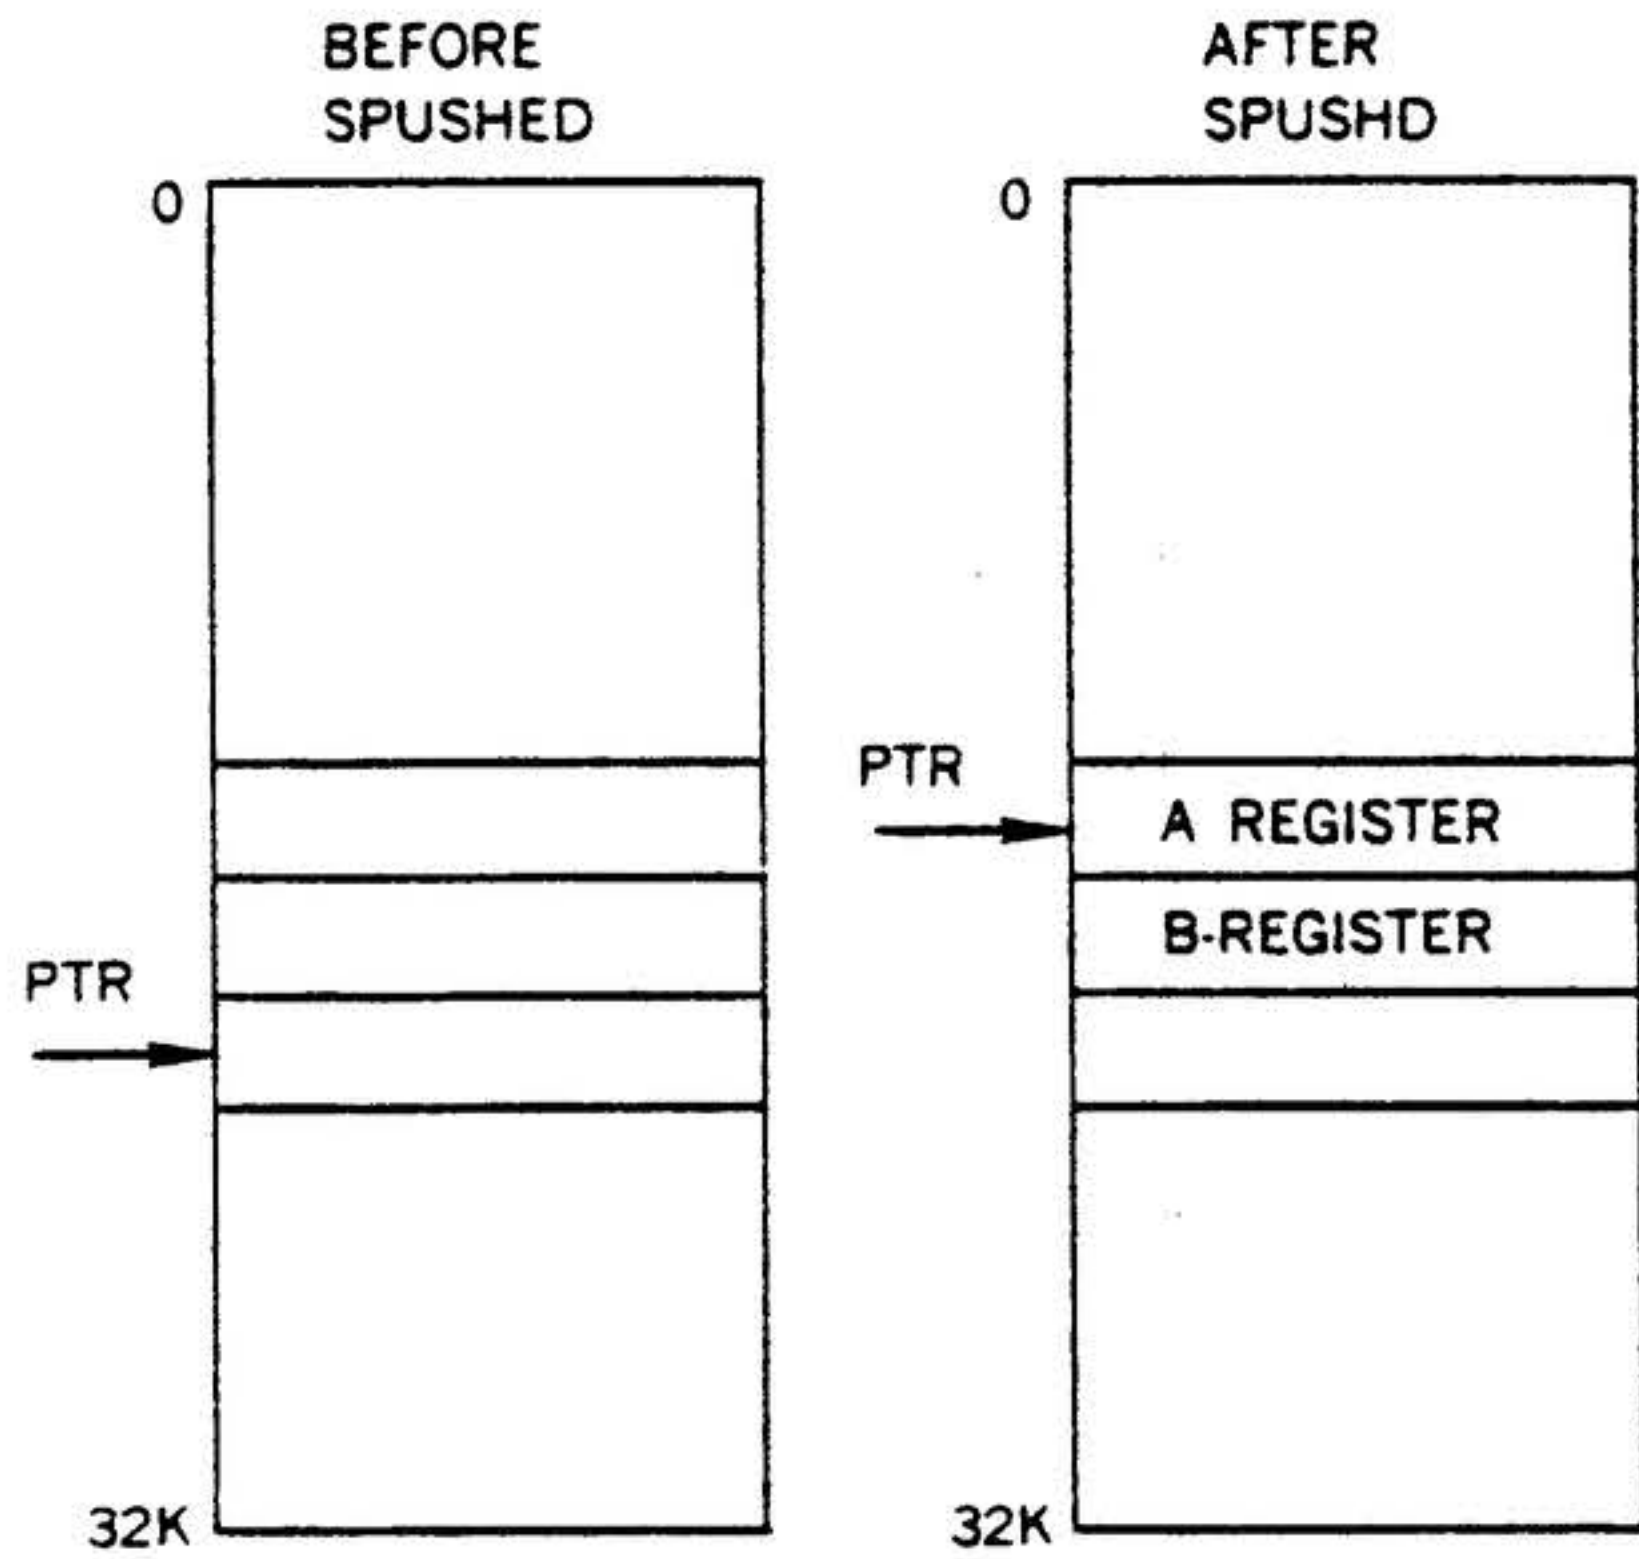 BEFORE
SPUSHED
0
PTR
32K
AFTER
SPUSHD
0
PTR
A REGISTER
B-REGISTER
32K